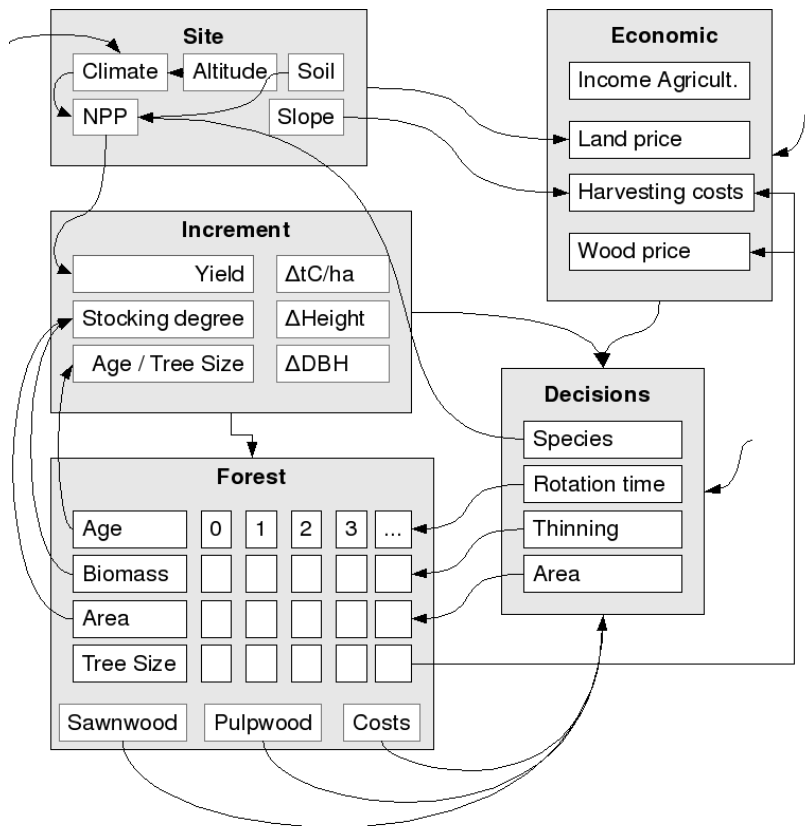 Site
Climate
Altitude
Soil
NPP
Slope
Economic
Income Agricult.
Land price
Harvesting costs
Wood price
Increment
Yield
ΔtC/ha
Stocking degree
ΔHeight
Age / Tree Size
ΔDBH
Decisions
Species
Rotation time
Thinning
Area
Forest
Age 0 1 2 3 ...
Biomass
Area
Tree Size
Sawnwood
Pulpwood
Costs